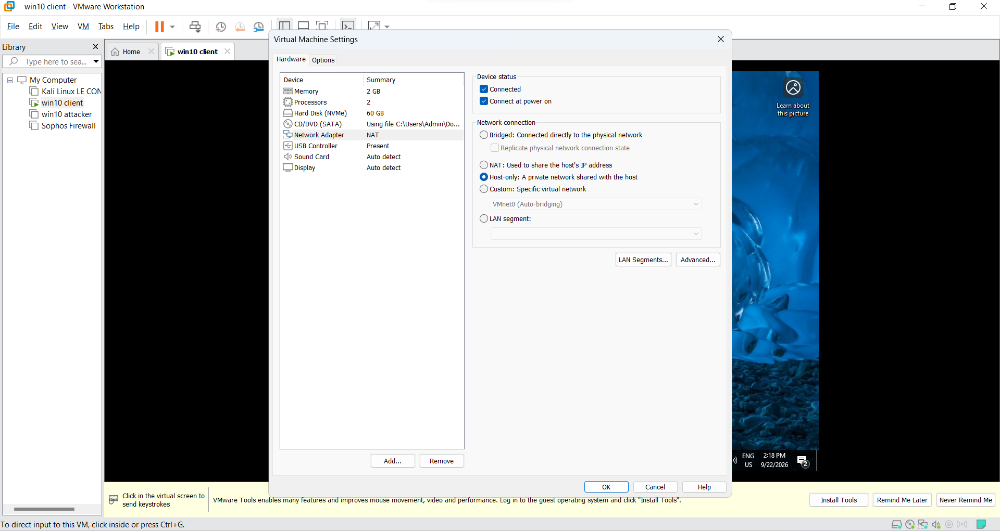 win10 client - VMware Workstation
File Edit View VM Tabs Help
Library
Type here to sea...
My Computer
Kali Linux LE CON
win10 client
win10 attacker
Sophos Firewall
Home
win10 client
Virtual Machine Settings
Hardware Options
Device Summary
Memory 2 GB
Processors 2
Hard Disk (NVMe) 60 GB
CD/DVD (SATA) Using file C:\Users\Admin\Do...
Network Adapter NAT
USB Controller Present
Sound Card Auto detect
Display Auto detect
Add... Remove
Device status
Connected
Connect at power on
Network connection
Bridged: Connected directly to the physical network
Replicate physical network connection state
NAT: Used to share the host's IP address
Host-only: A private network shared with the host
Custom: Specific virtual network
VMnet0 (Auto-bridging)
LAN segment:
LAN Segments... Advanced...
OK Cancel Help
Learn about
this picture
ENG
US
2:18 PM
9/22/2026
2
Click in the virtual screen to
send keystrokes
VMware Tools enables many features and improves mouse movement, video and performance. Log in to the guest operating system and click "Install Tools".
Install Tools Remind Me Later Never Remind Me
To direct input to this VM, click inside or press Ctrl+G.